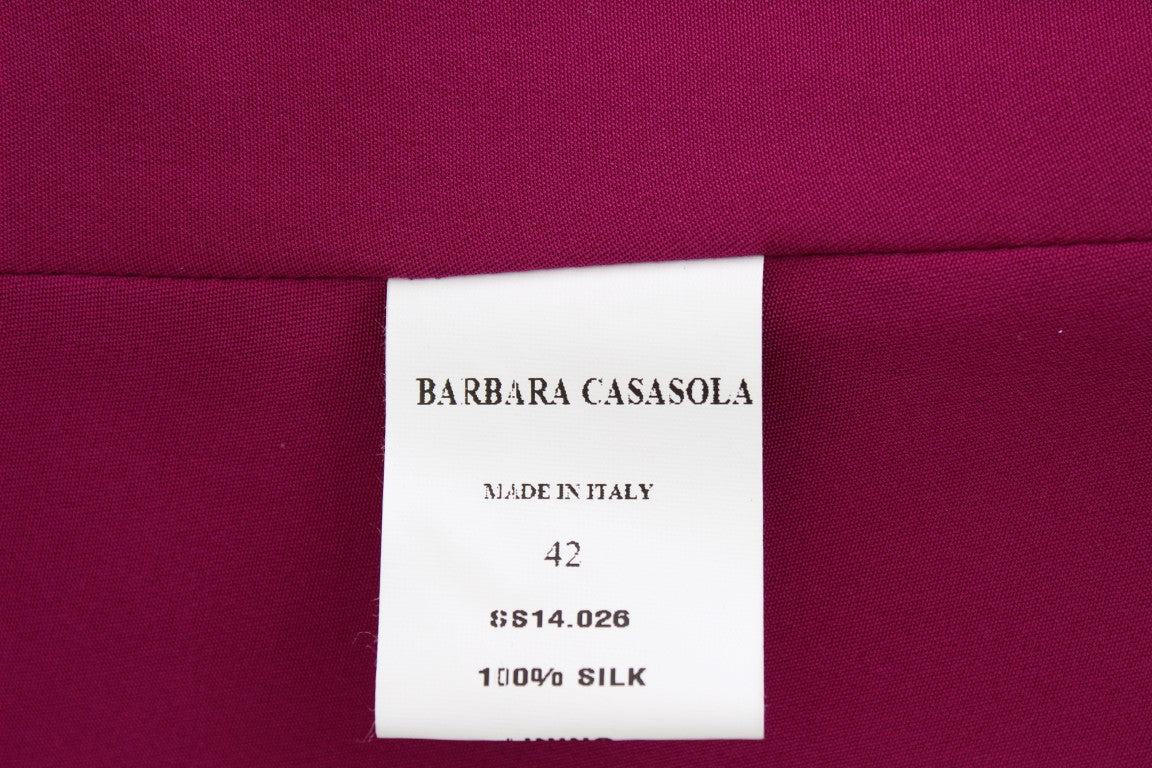 BARBARA CASASOLA
MADE IN ITALY
42
SS14.026
100% SILK